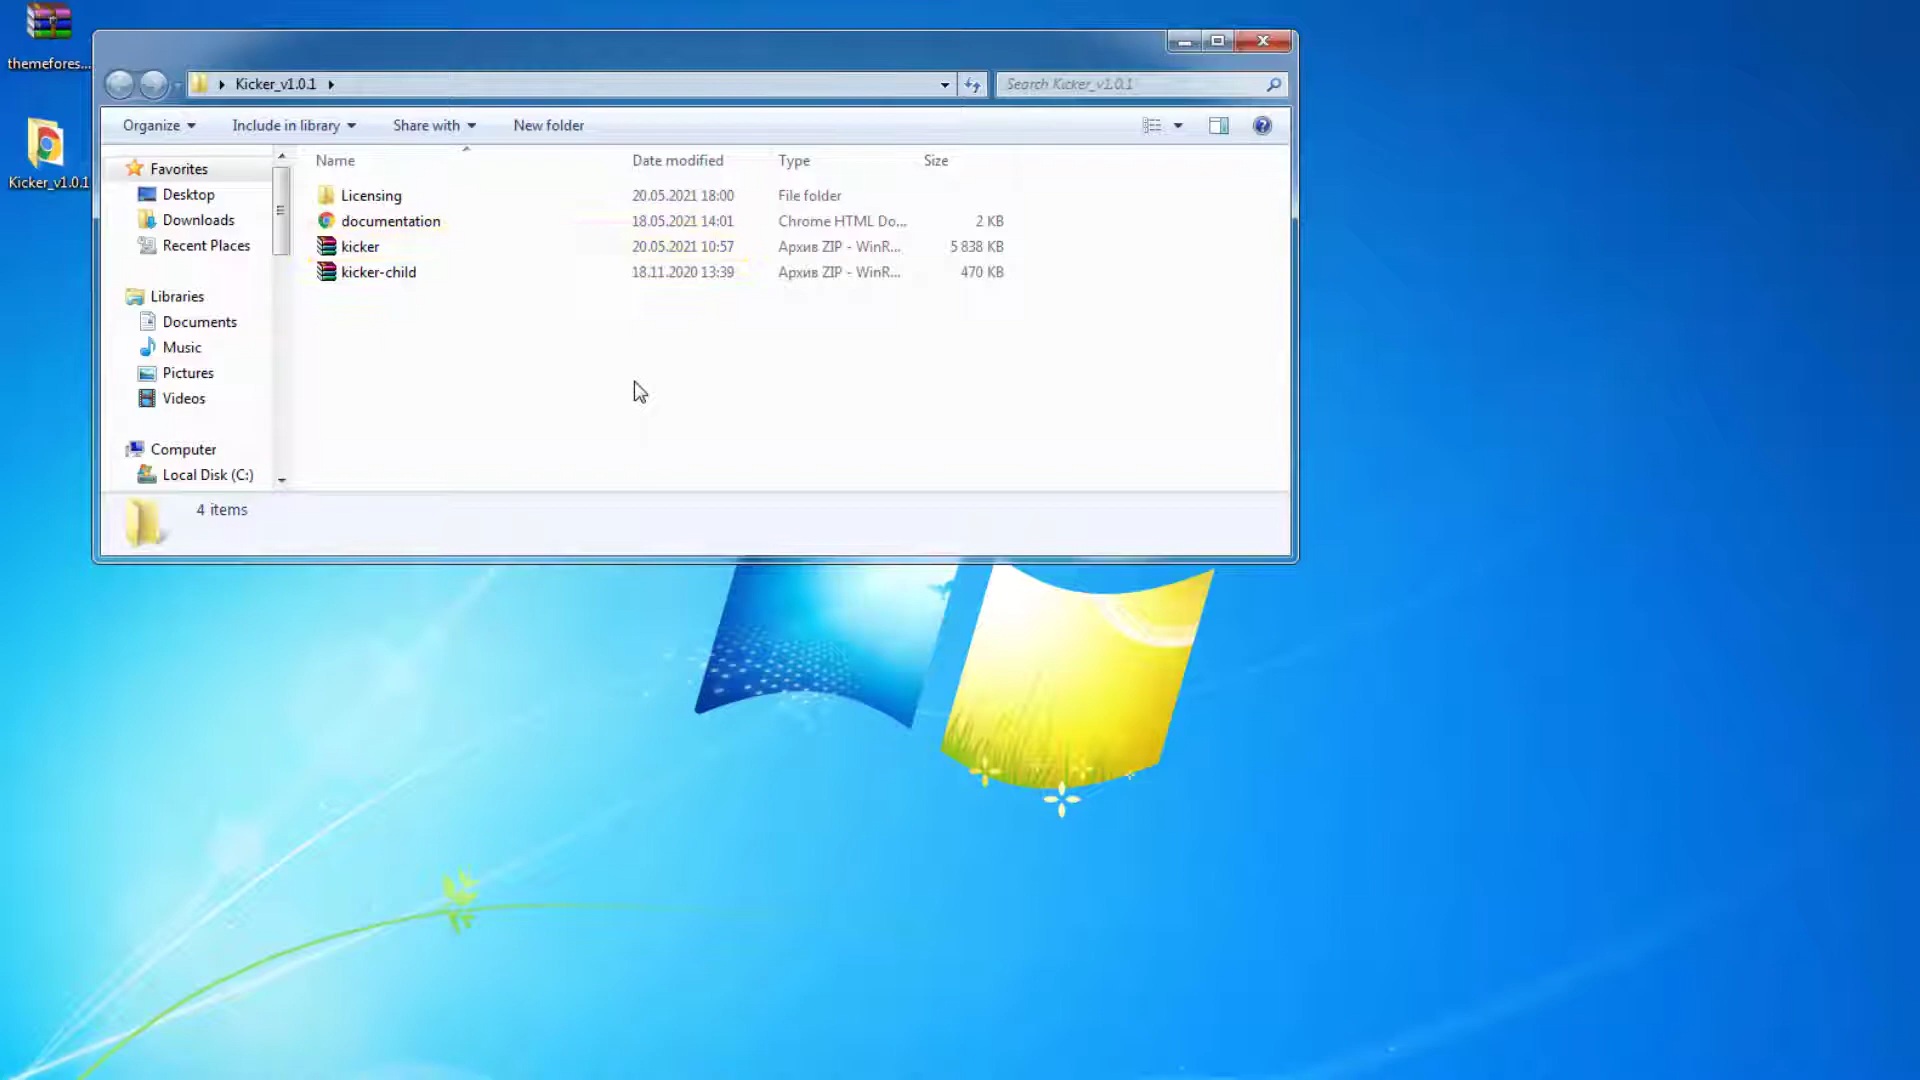 themefores...
Kicker_v1.0.1
Kicker_v1.0.1
Search Kicker_v1.0.1
Organize
Include in library
Share with
New folder
Favorites
Desktop
Downloads
Recent Places
Libraries
Documents
Music
Pictures
Videos
Computer
Local Disk (C:)
Name Date modified Type Size
Licensing 20.05.2021 18:00 File folder
documentation 18.05.2021 14:01 Chrome HTML Do... 2 KB
kicker 20.05.2021 10:57 Архив ZIP - WinR... 5 838 KB
kicker-child 18.11.2020 13:39 Архив ZIP - WinR... 470 KB
4 items